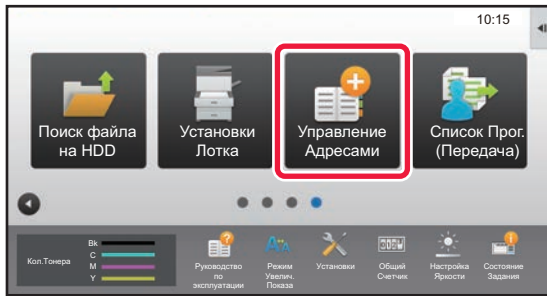 10:15
Поиск файла
на HDD
Установки
Лотка
Управление
Адресами
Список Прог.
(Передача)
Кол.Тонера
Bk
C
M
Y
Руководство
по
эксплуатации
Режим
Увелич.
Показа
Установки
Общий
Счетчик
Настройка
Яркости
Состояние
Задания